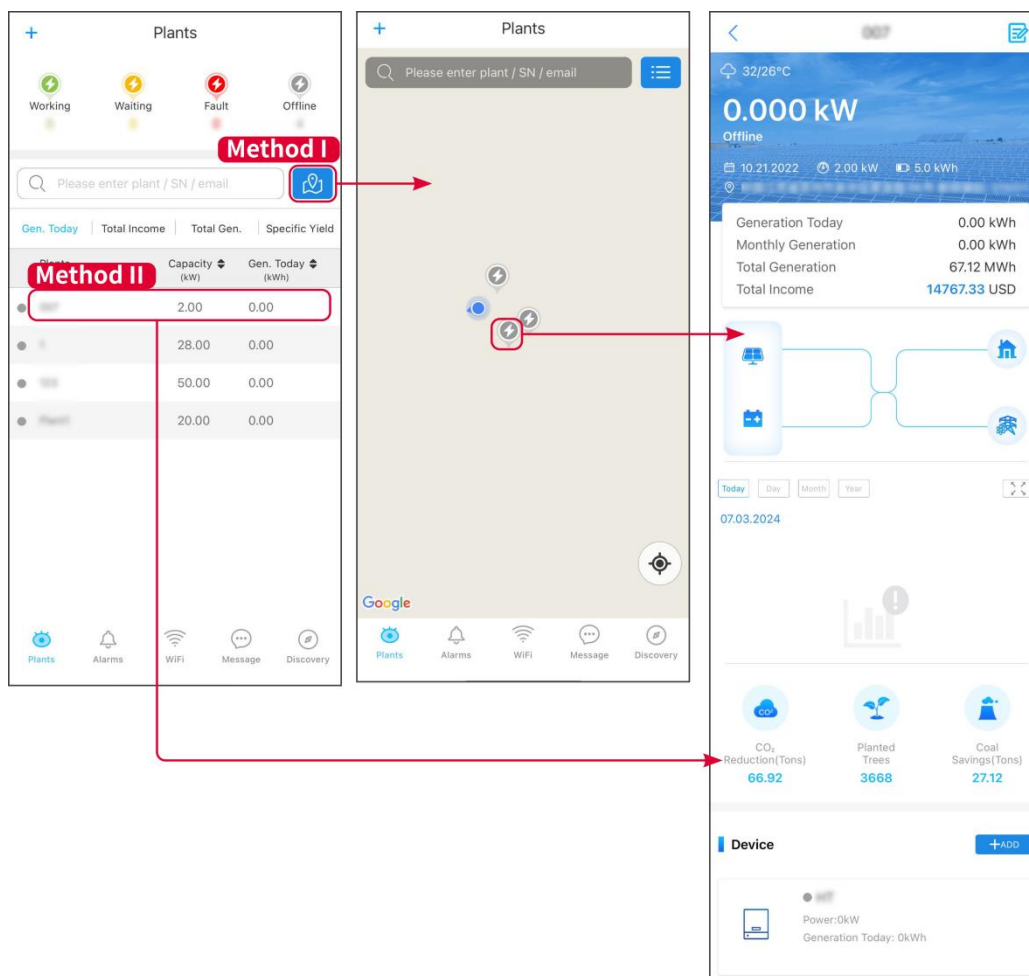 Plants
Working
Waiting
Fault
Offline
Method I
Please enter plant / SN / email
Gen. Today
Total Income
Total Gen.
Specific Yield
Method II
Capacity
(kW)
Gen. Today
(kWh)
2.00 0.00
28.00 0.00
50.00 0.00
20.00 0.00
Plants
Alarms
WiFi
Message
Discovery
Plants
Please enter plant / SN / email
Google
Plants
Alarms
WiFi
Message
Discovery
007
32/26°C
0.000 kW
Offline
10.21.2022 2.00 kW 5.0 kWh
Generation Today 0.00 kWh
Monthly Generation 0.00 kWh
Total Generation 67.12 MWh
Total Income 14767.33 USD
Today Day Month Year
07.03.2024
CO₂
Reduction(Tons)
66.92
Planted
Trees
3668
Coal
Savings(Tons)
27.12
Device
+ADD
Power:0kW
Generation Today: 0kWh